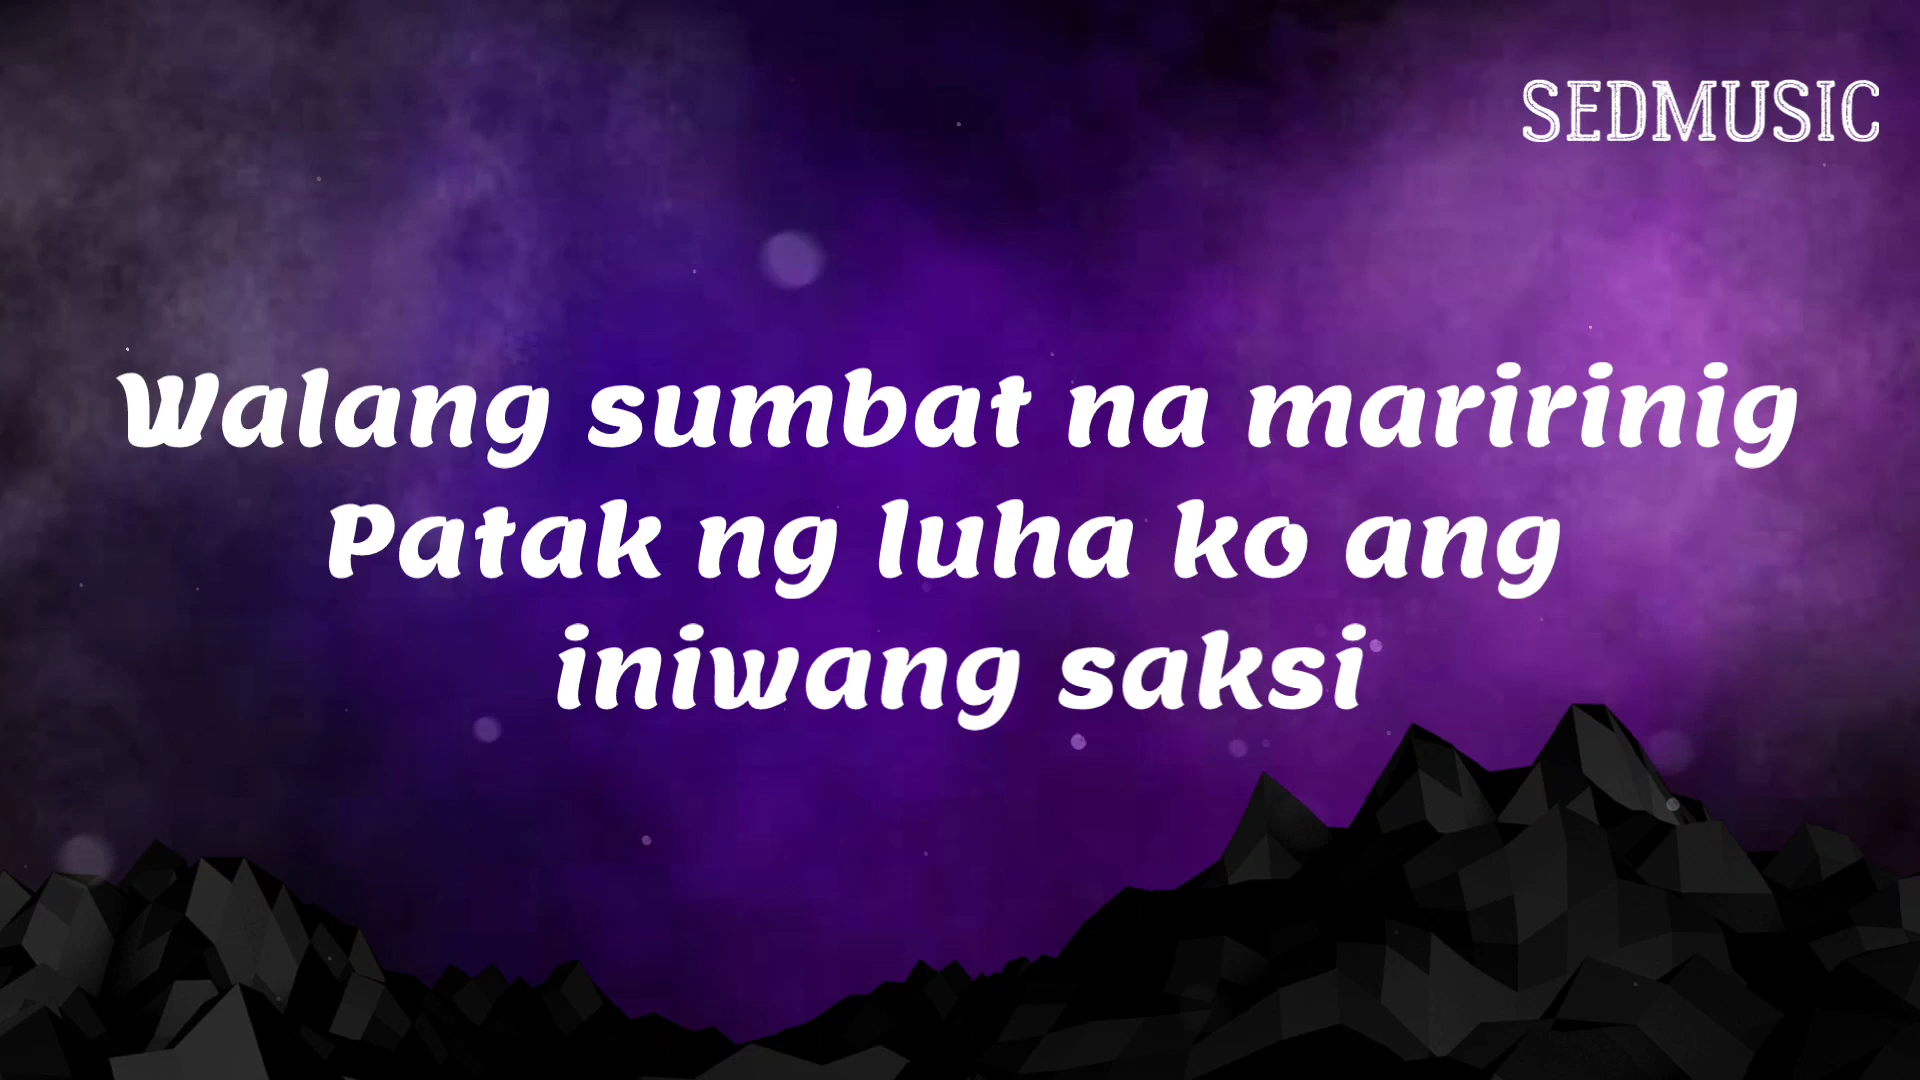 SEDMUSIC
Walang sumbat na maririnig
Patak ng luha ko ang
iniwang saksi